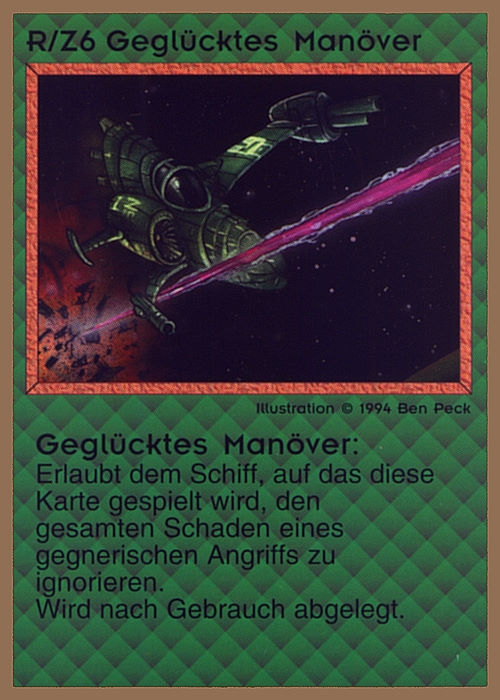 R/Z6 Geglücktes Manöver
Illustration © 1994 Ben Peck
Geglücktes Manöver:
Erlaubt dem Schiff, auf das diese
Karte gespielt wird, den
gesamten Schaden eines
gegnerischen Angriffs zu
ignorieren.
Wird nach Gebrauch abgelegt.